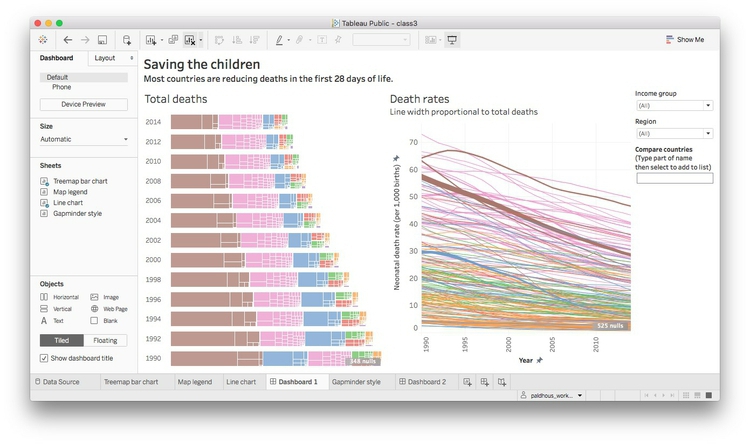 Tableau Public - class3
Show Me
Dashboard
Layout
Default
Phone
Device Preview
Size
Automatic
Sheets
Treemap bar chart
Map legend
Line chart
Gapminder style
Objects
Horizontal
Image
Vertical
Web Page
A Text
Blank
Tiled
Floating
Show dashboard title
Saving the children
Most countries are reducing deaths in the first 28 days of life.
Total deaths
2014
2012
2010
2008
2006
2004
2002
2000
1998
1996
1994
1992
1990
548 nulls
Death rates
Line width proportional to total deaths
Neonatal death rate (per 1,000 births)
70
60
50
40
30
20
10
0
525 nulls
1990
1995
2000
2005
2010
Year
Income group
(All)
Region
(All)
Compare countries
(Type part of name
then select to add to list)
Data Source
Treemap bar chart
Map legend
Line chart
Dashboard 1
Gapminder style
Dashboard 2
paldhous_work...